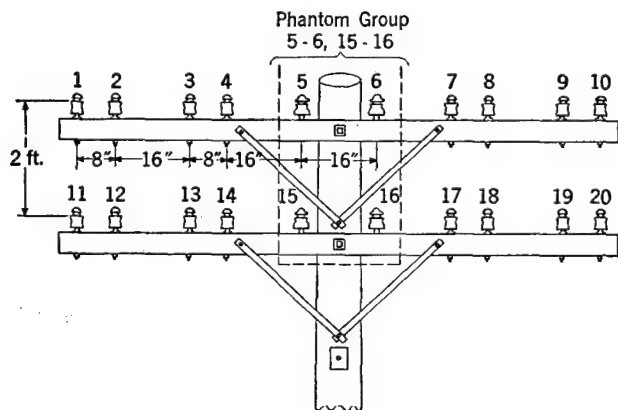 Phantom Group
5 - 6, 15 - 16
1 2 3 4 5 6 7 8 9 10
2 ft.
8" 16" 8" 16" 16"
11 12 13 14 15 16 17 18 19 20